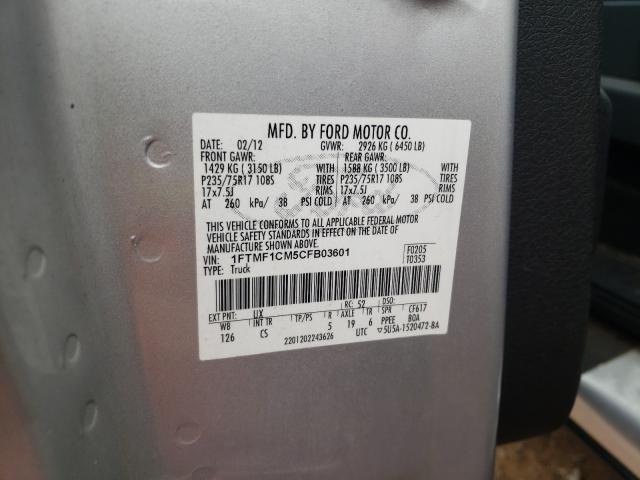 MFD. BY FORD MOTOR CO.
DATE: 02/12 GVWR: 2926 KG ( 6450 LB)
FRONT GAWR: REAR GAWR:
1429 KG ( 3150 LB) WITH 1588 KG ( 3500 LB) WITH
P235/75R17 108S TIRES P235/75R17 108S TIRES
17x7.5J RIMS 17x7.5J RIMS
AT 260 kPa/ 38 PSI COLD AT 260 kPa/ 38 PSI COLD
THIS VEHICLE CONFORMS TO ALL APPLICABLE FEDERAL MOTOR
VEHICLE SAFETY STANDARDS IN EFFECT ON THE DATE OF
MANUFACTURE SHOWN ABOVE.
VIN: 1FTMF1CM5CFB03601 F0205
TYPE: Truck T0353
EXT PNT: UX RC: 52 DSO:
WB INT TR TP/PS R AXLE TR SPR CF617
126 CS 5 19 6 PPEE BOA
2201202243626 UTC ▽5U5A-1520472-BA